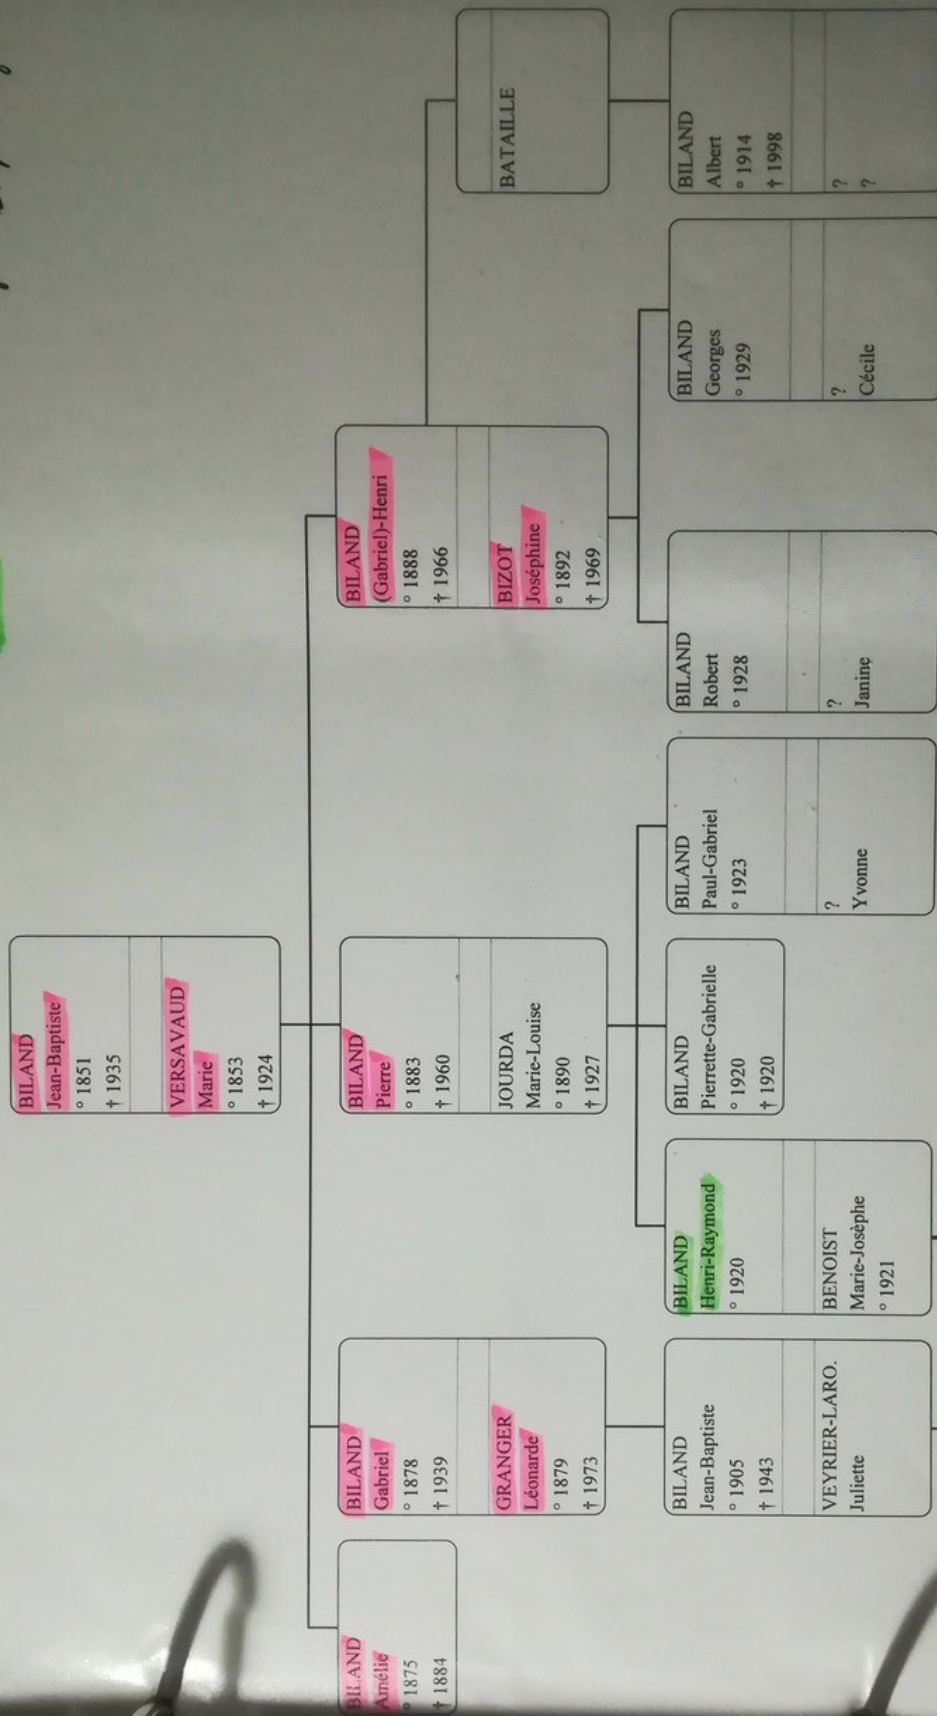 BILAND
Jean-Baptiste
° 1851
† 1935
VERSAVAUD
Marie
° 1853
† 1924
BILAND
Amélie
° 1875
† 1884
BILAND
Gabriel
° 1878
† 1939
GRANGER
Léonarde
° 1879
† 1973
BILAND
Pierre
° 1883
† 1960
JOURDA
Marie-Louise
° 1890
† 1927
BILAND
(Gabriel)-Henri
° 1888
† 1966
BIZOT
Joséphine
° 1892
† 1969
BATAILLE
BILAND
Jean-Baptiste
° 1905
† 1943
VEYRIER-LARO.
Juliette
BILAND
Henri-Raymond
° 1920
BENOIST
Marie-Josèphe
° 1921
BILAND
Pierrette-Gabrielle
° 1920
† 1920
BILAND
Paul-Gabriel
° 1923
?
Yvonne
BILAND
Robert
° 1928
?
Janine
BILAND
Georges
° 1929
?
Cécile
BILAND
Albert
° 1914
† 1998
?
?